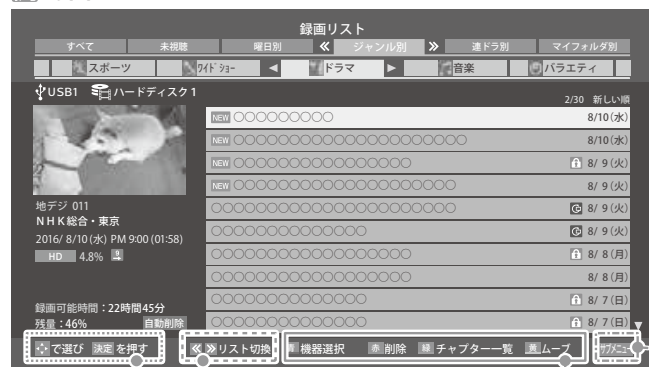 録画リスト
すべて 未視聴 曜日別 ≪ ジャンル別 ≫ 連ドラ別 マイフォルダ別
スポーツ ワイドショー ◀ ドラマ ▶ 音楽 バラエティ
USB1 ハードディスク1
2/30 新しい順
NEW ○○○○○○○○○ 8/10(水)
NEW ○○○○○○○○○○○○○○○○○○○○○ 8/10(水)
NEW ○○○○○○○○○○○○○○○○ 8/ 9(火)
NEW ○○○○○○○○○○○○○○○○○○○○ 8/ 9(火)
○○○○○○○○○○○○○○○○○○○○○○ 8/ 9(火)
○○○○○○○○○○○○○○ 8/ 9(火)
○○○○○○○○○○○○○○○○○○ 8/ 8(月)
○○○○○○○○○○○○○○○○○○ 8/ 8(月)
○○○○○○○○○○○○○○ 8/ 7(日)
○○○○○○○○○○○○○○ 8/ 7(日)
地デジ 011
NHK総合・東京
2016/ 8/10(水) PM 9:00 (01:58)
HD 4.8%
録画可能時間:22時間45分
残量:46% 自動削除
で選び 決定 を押す ≪ ≫ リスト切換 機器選択 赤 削除 緑 チャプター一覧 黄 ムーブ サブメニュー